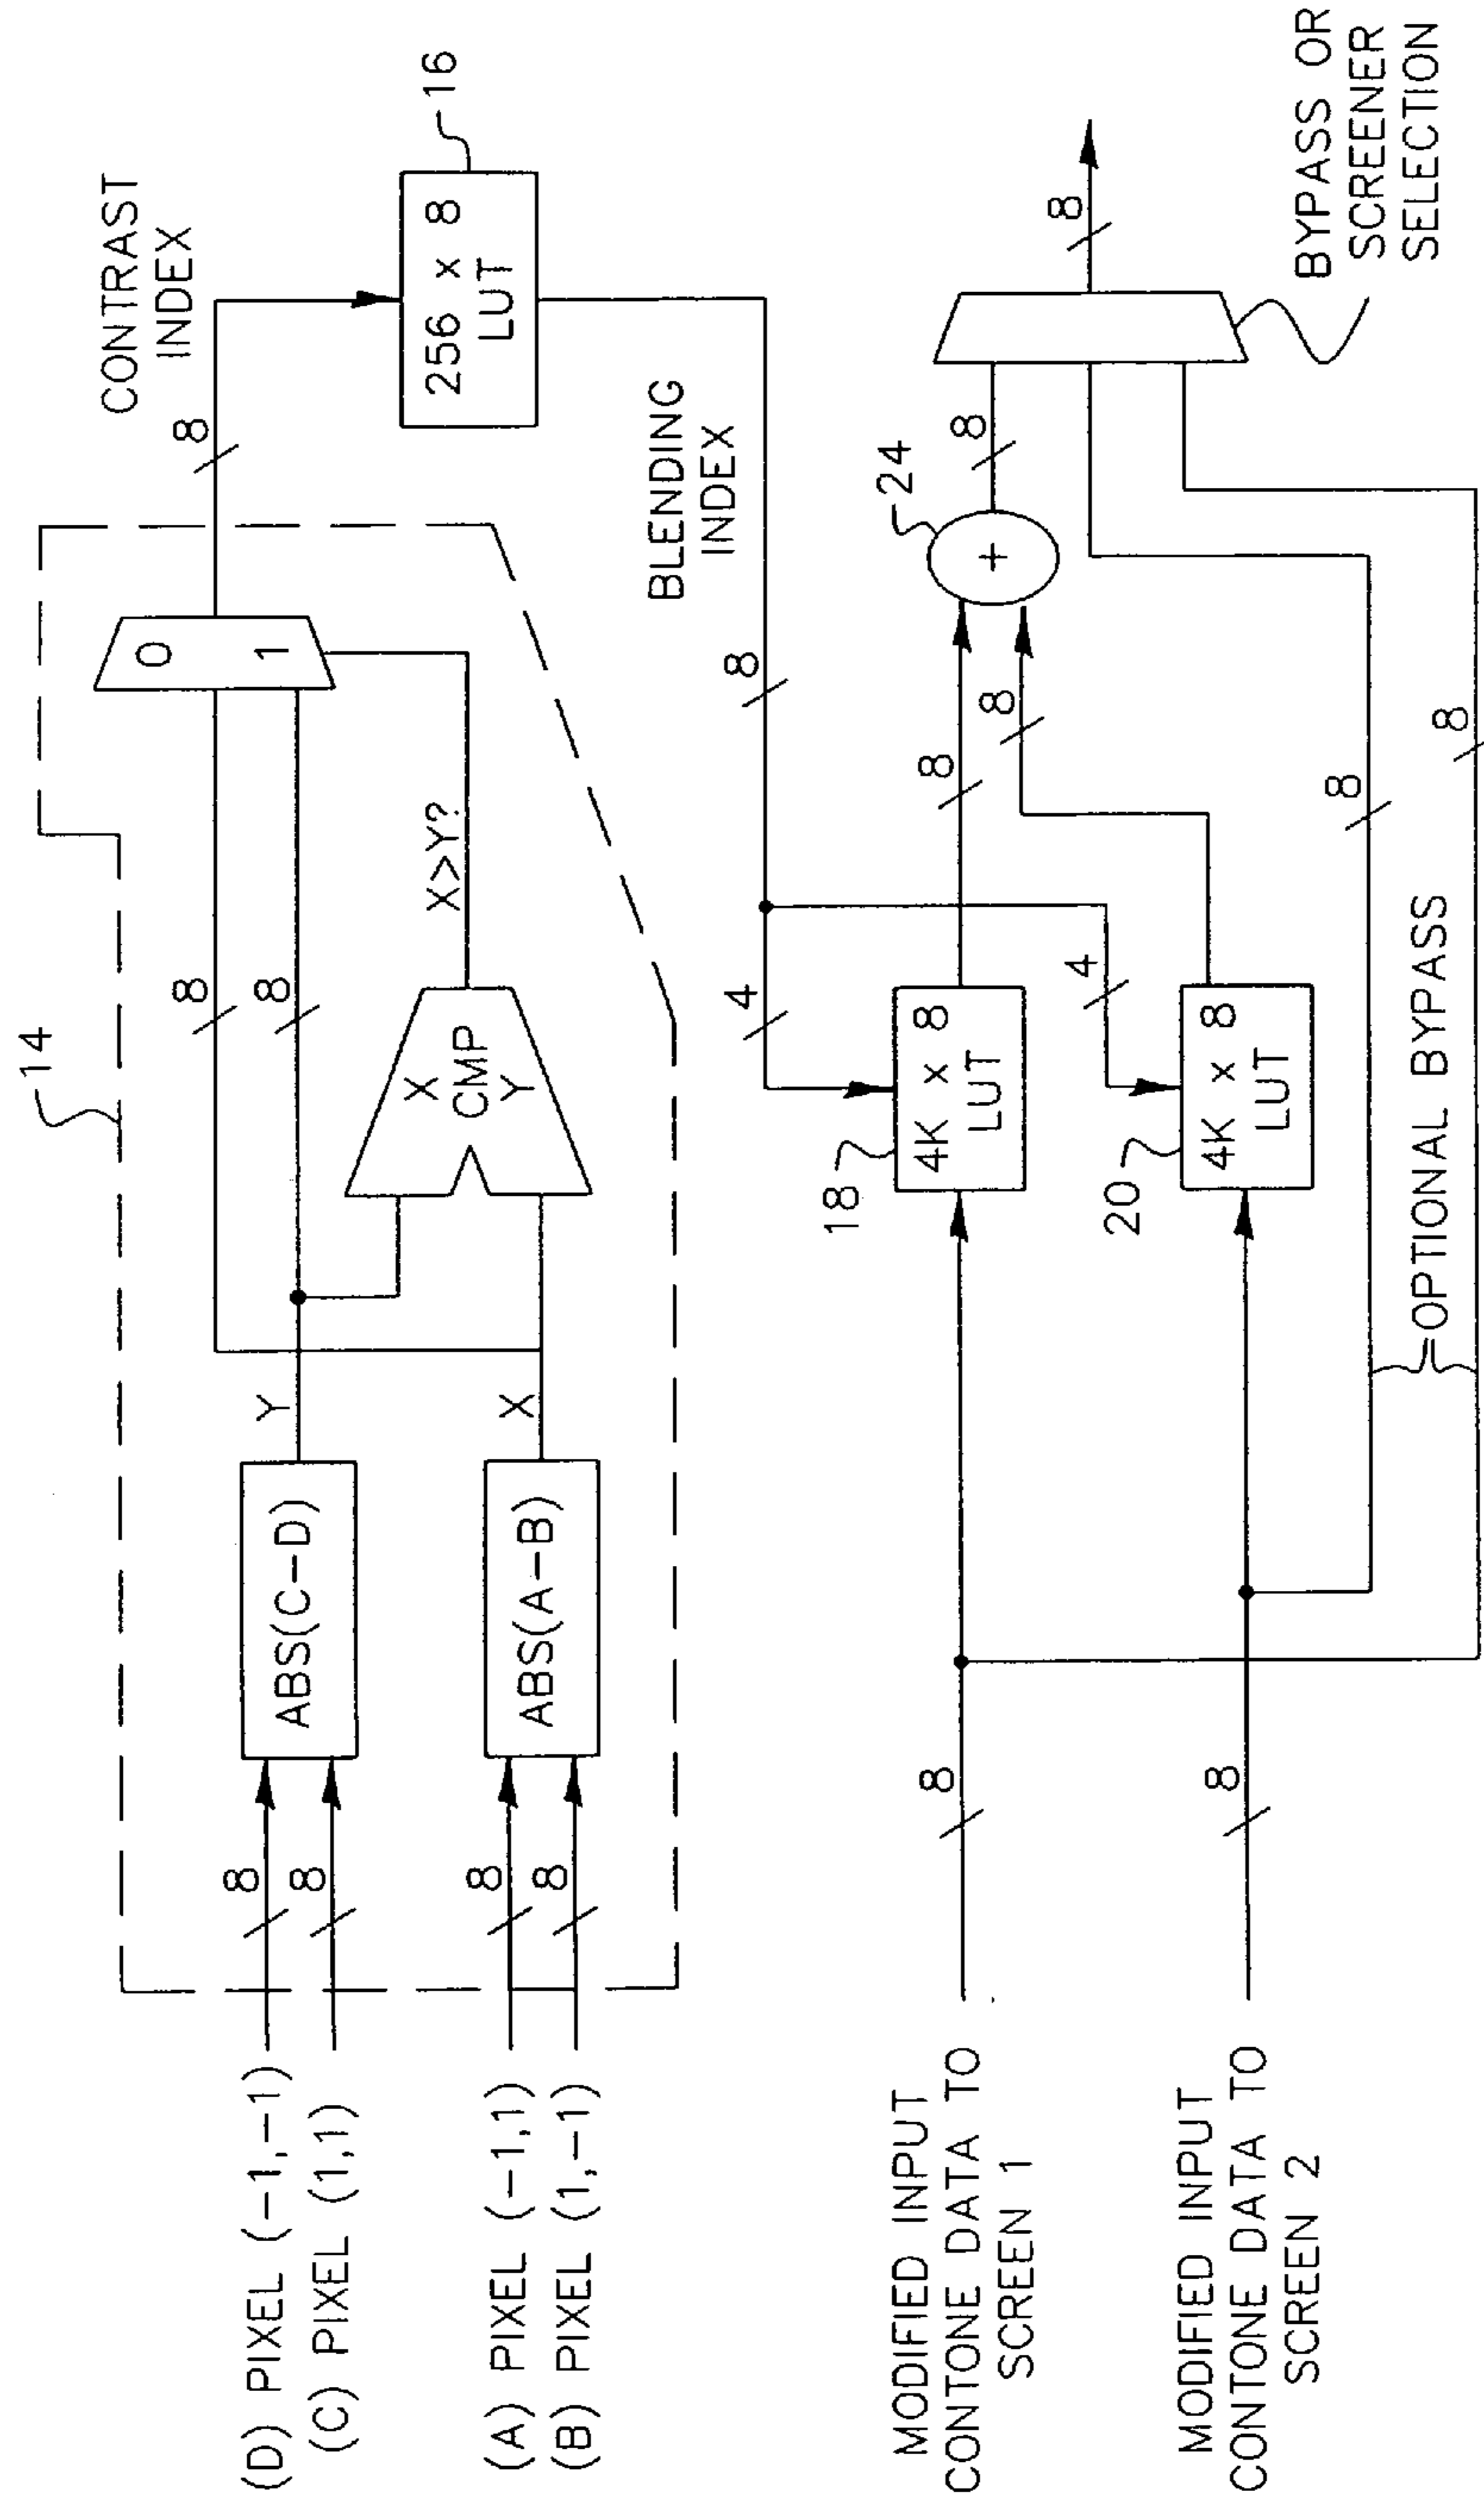 14
CONTRAST
INDEX
8
16
256 x 8
LUT
0
1
8
8
X>Y?
X
CMP
Y
Y
X
ABS(C-D)
ABS(A-B)
8
8
8
8
(D) PIXEL (-1,-1)
(C) PIXEL (1,1)
(A) PIXEL (-1,1)
(B) PIXEL (1,-1)
BLENDING
INDEX
8
4
4
18
4K x 8
LUT
20
4K x 8
LUT
8
8
24
+
8
8
BYPASS OR
SCREENER
SELECTION
8
8
OPTIONAL BYPASS
8
8
MODIFIED INPUT
CONTONE DATA TO
SCREEN 1
MODIFIED INPUT
CONTONE DATA TO
SCREEN 2